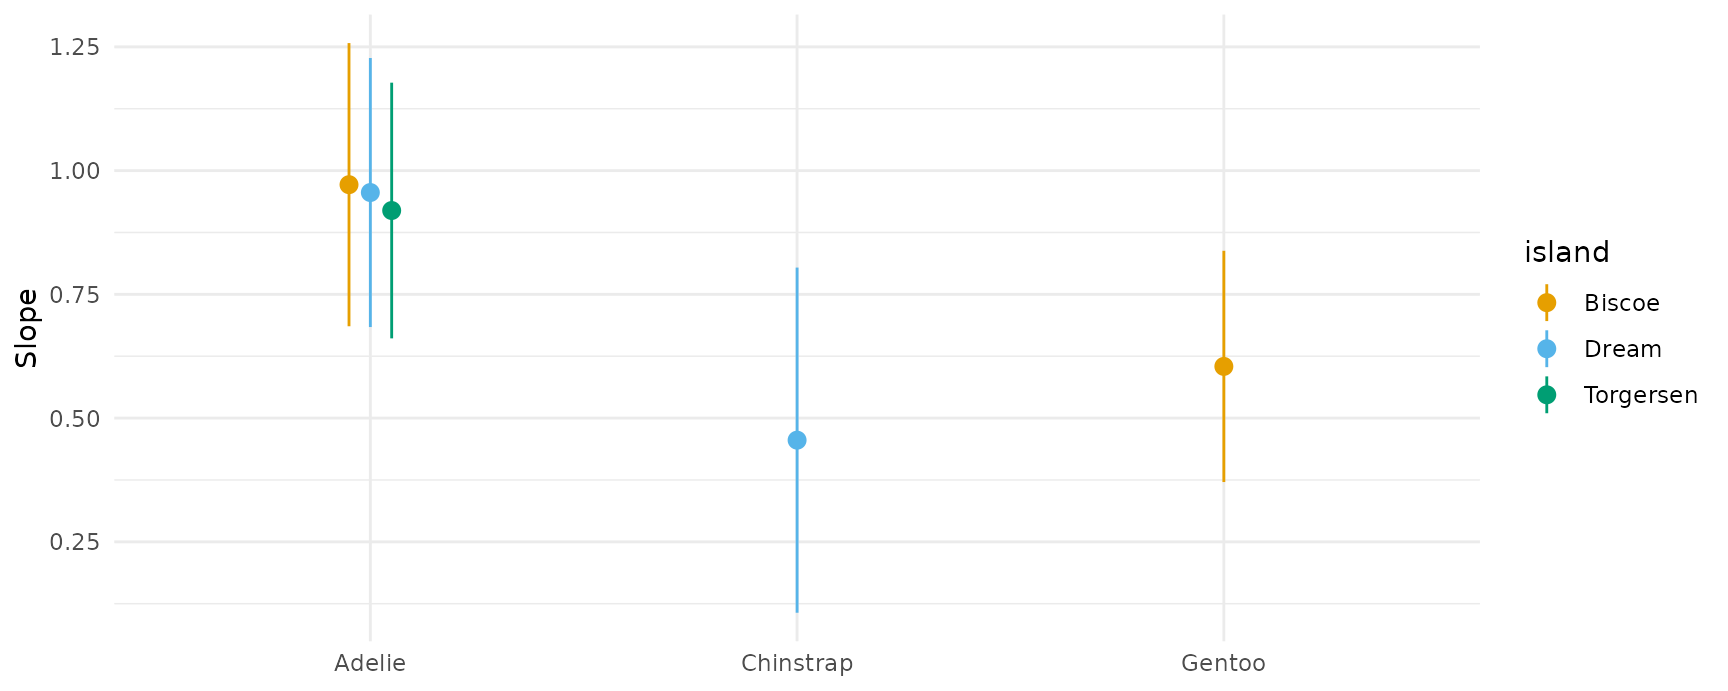 1.25
1.00
0.75
0.50
0.25
Slope
Adelie
Chinstrap
Gentoo
island
Biscoe
Dream
Torgersen